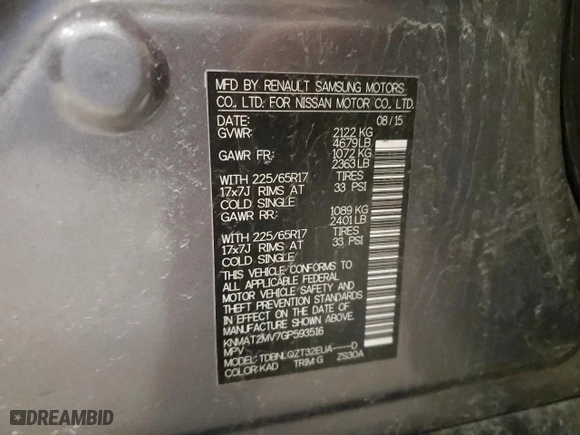 MFD BY RENAULT SAMSUNG MOTORS
CO., LTD. FOR NISSAN MOTOR CO., LTD.
DATE: 08/15
GVWR: 2122 KG
4679LB
GAWR FR: 1072 KG
2363 LB
WITH 225/65R17 TIRES
17x7J RIMS AT 33 PSI
COLD SINGLE
GAWR RR: 1089 KG
2401 LB
WITH 225/65R17 TIRES
17x7J RIMS AT 33 PSI
COLD SINGLE
THIS VEHICLE CONFORMS TO
ALL APPLICABLE FEDERAL
MOTOR VEHICLE SAFETY AND
THEFT PREVENTION STANDARDS
IN EFFECT ON THE DATE OF
MANUFACTURE SHOWN ABOVE.
KNMAT2MV7GP593516
MPV
MODEL: TDBNLQZT32EUA----D
COLOR: KAD TRIM: G ZS30A
DREAMBID